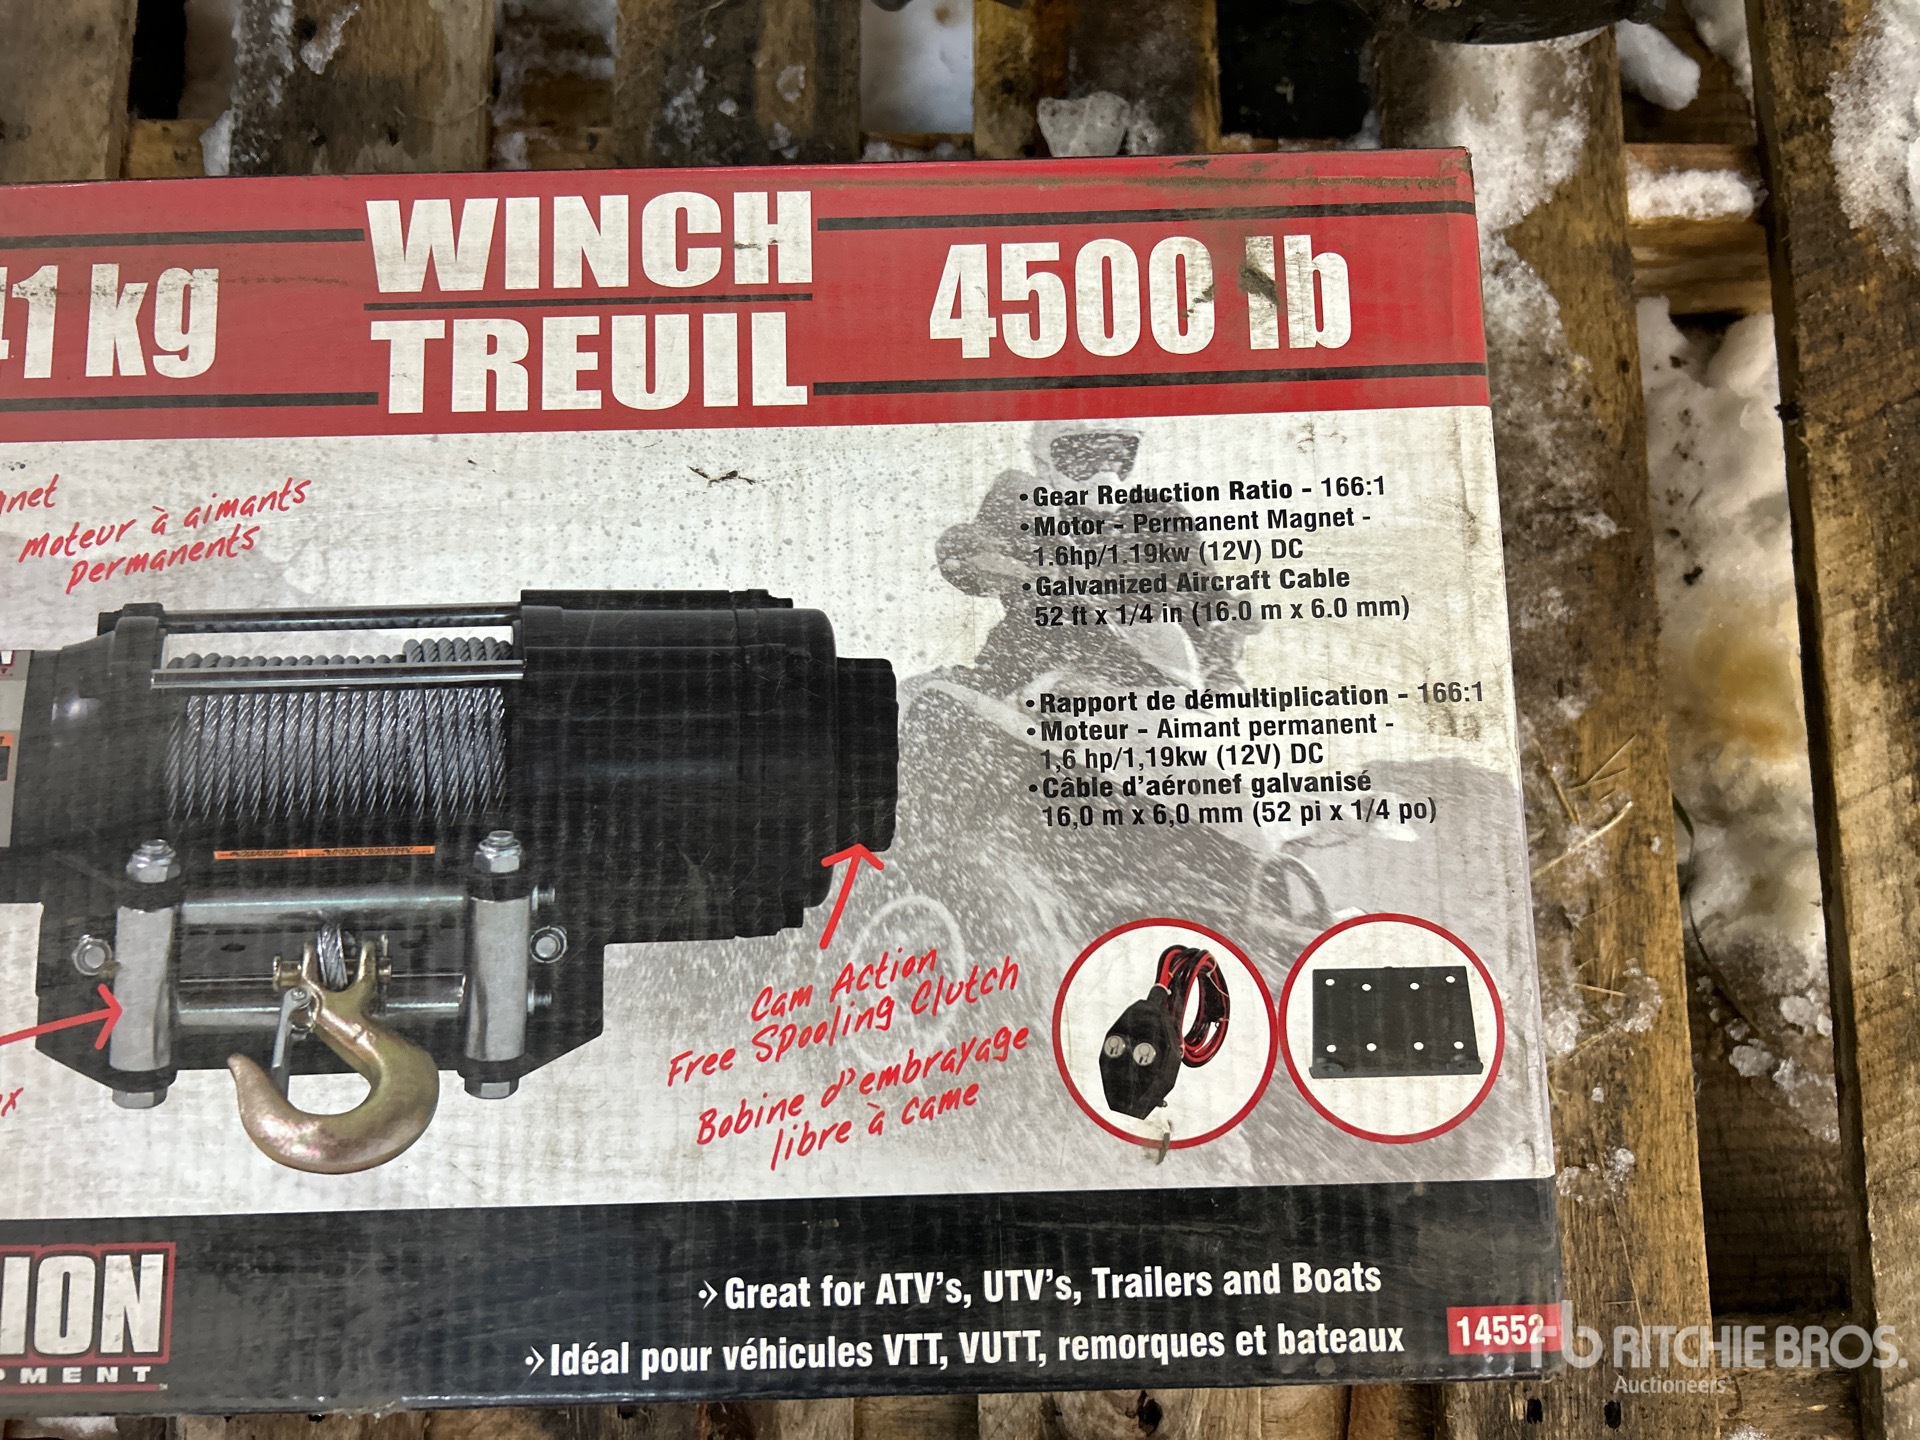 WINCH
TREUIL
41 kg
4500 lb
moteur à aimants
permanents
•Gear Reduction Ratio - 166:1
•Motor - Permanent Magnet -
1.6hp/1.19kw (12V) DC
•Galvanized Aircraft Cable
52 ft x 1/4 in (16.0 m x 6.0 mm)
•Rapport de démultiplication - 166:1
•Moteur - Aimant permanent -
1,6 hp/1,19kw (12V) DC
•Câble d'aéronef galvanisé
16,0 m x 6,0 mm (52 pi x 1/4 po)
Cam Action
Free Spooling Clutch
Bobine d'embrayage
libre à came
ION
PMENT
Great for ATV's, UTV's, Trailers and Boats
Idéal pour véhicules VTT, VUTT, remorques et bateaux
14552
rb RITCHIE BROS.
Auctioneers